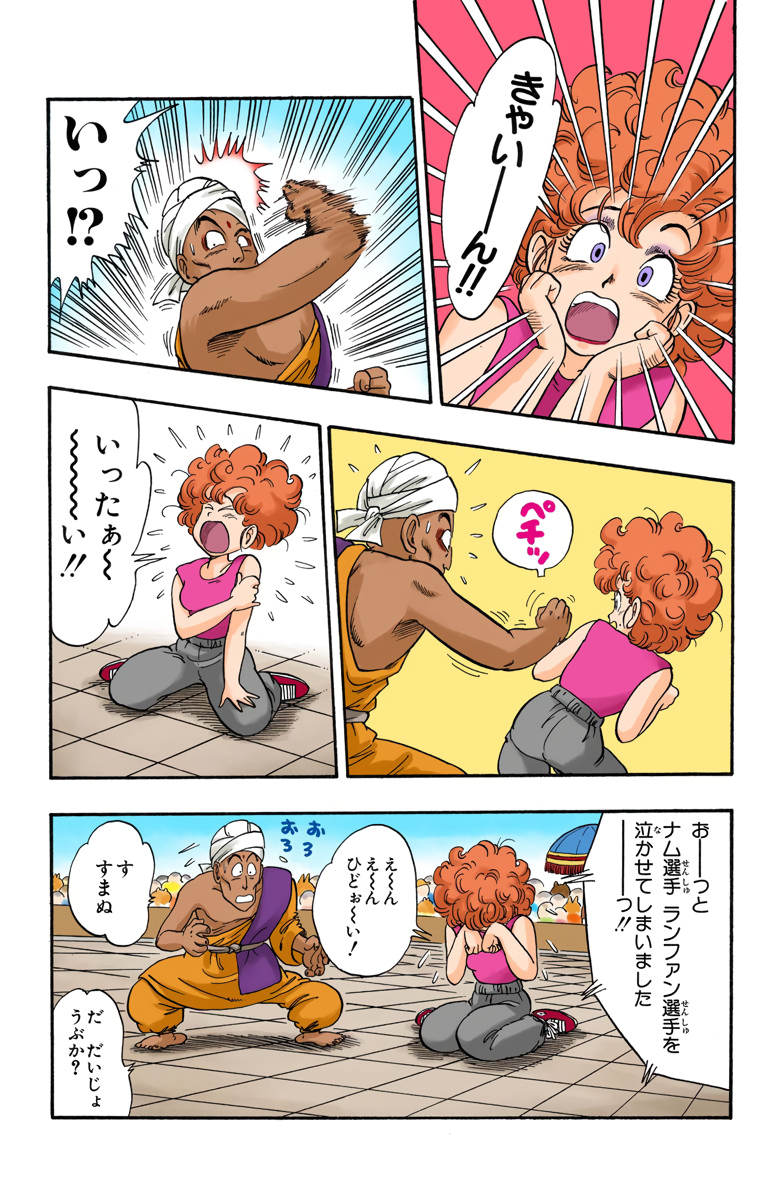 きゃいーーん!!
いっ!?
ペチッ
いったぁ〜
〜〜〜〜
い!!
おーーっと
ナム選手 ランファン選手を
泣かせてしまいました
ーーっ!!
え〜ん
え〜ん
ひどぉ〜い!
おろ
おろ
す
すまぬ
だ だいじょ
うぶか?